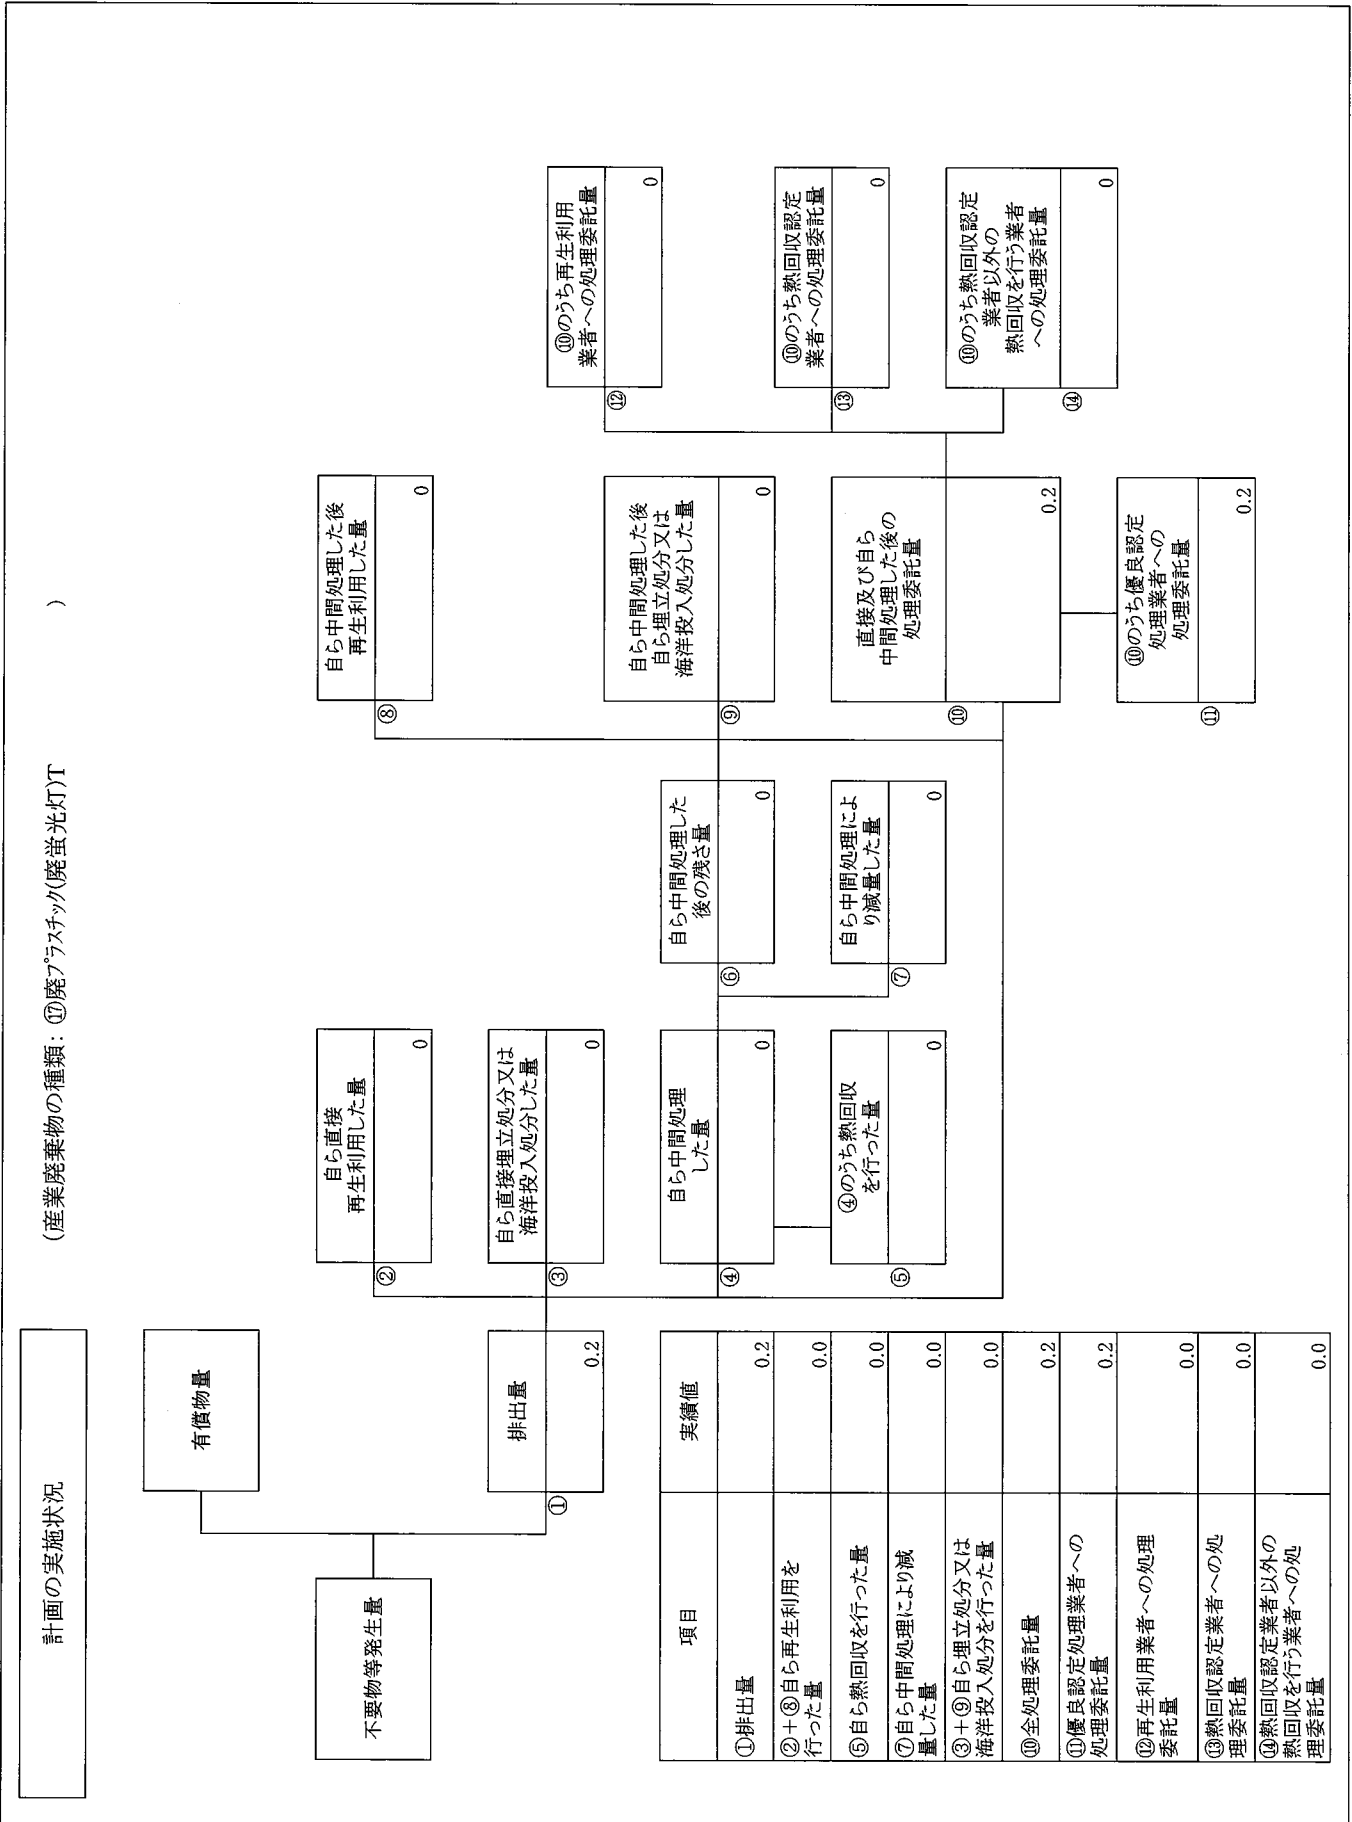 計画の実施状況
(産業廃棄物の種類：⑰廃プラスチック(廃蛍光灯)T
)
有償物量
不要物等発生量
排出量
①
0.2
自ら直接
再生利用した量
②
0
自ら直接埋立処分又は
海洋投入処分した量
③
0
自ら中間処理
した量
④
0
④のうち熱回収
を行った量
⑤
0
自ら中間処理した
後の残さ量
⑥
0
自ら中間処理によ
り減量した量
⑦
0
自ら中間処理した後
再生利用した量
⑧
0
自ら中間処理した後
自ら埋立処分又は
海洋投入処分した量
⑨
0
直接及び自ら
中間処理した後の
処理委託量
⑩
0.2
⑩のうち優良認定
処理業者への
処理委託量
⑪
0.2
⑩のうち再生利用
業者への処理委託量
⑫
0
⑩のうち熱回収認定
業者への処理委託量
⑬
0
⑩のうち熱回収認定
業者以外の
熱回収を行う業者
への処理委託量
⑭
0
項目
実績値
①排出量
0.2
②＋⑧自ら再生利用を
行った量
0.0
⑤自ら熱回収を行った量
0.0
⑦自ら中間処理により減
量した量
0.0
③＋⑨自ら埋立処分又は
海洋投入処分を行った量
0.0
⑩全処理委託量
0.2
⑪優良認定処理業者への
処理委託量
0.2
⑫再生利用業者への処理
委託量
0.0
⑬熱回収認定業者への処
理委託量
0.0
⑭熱回収認定業者以外の
熱回収を行う業者への処
理委託量
0.0